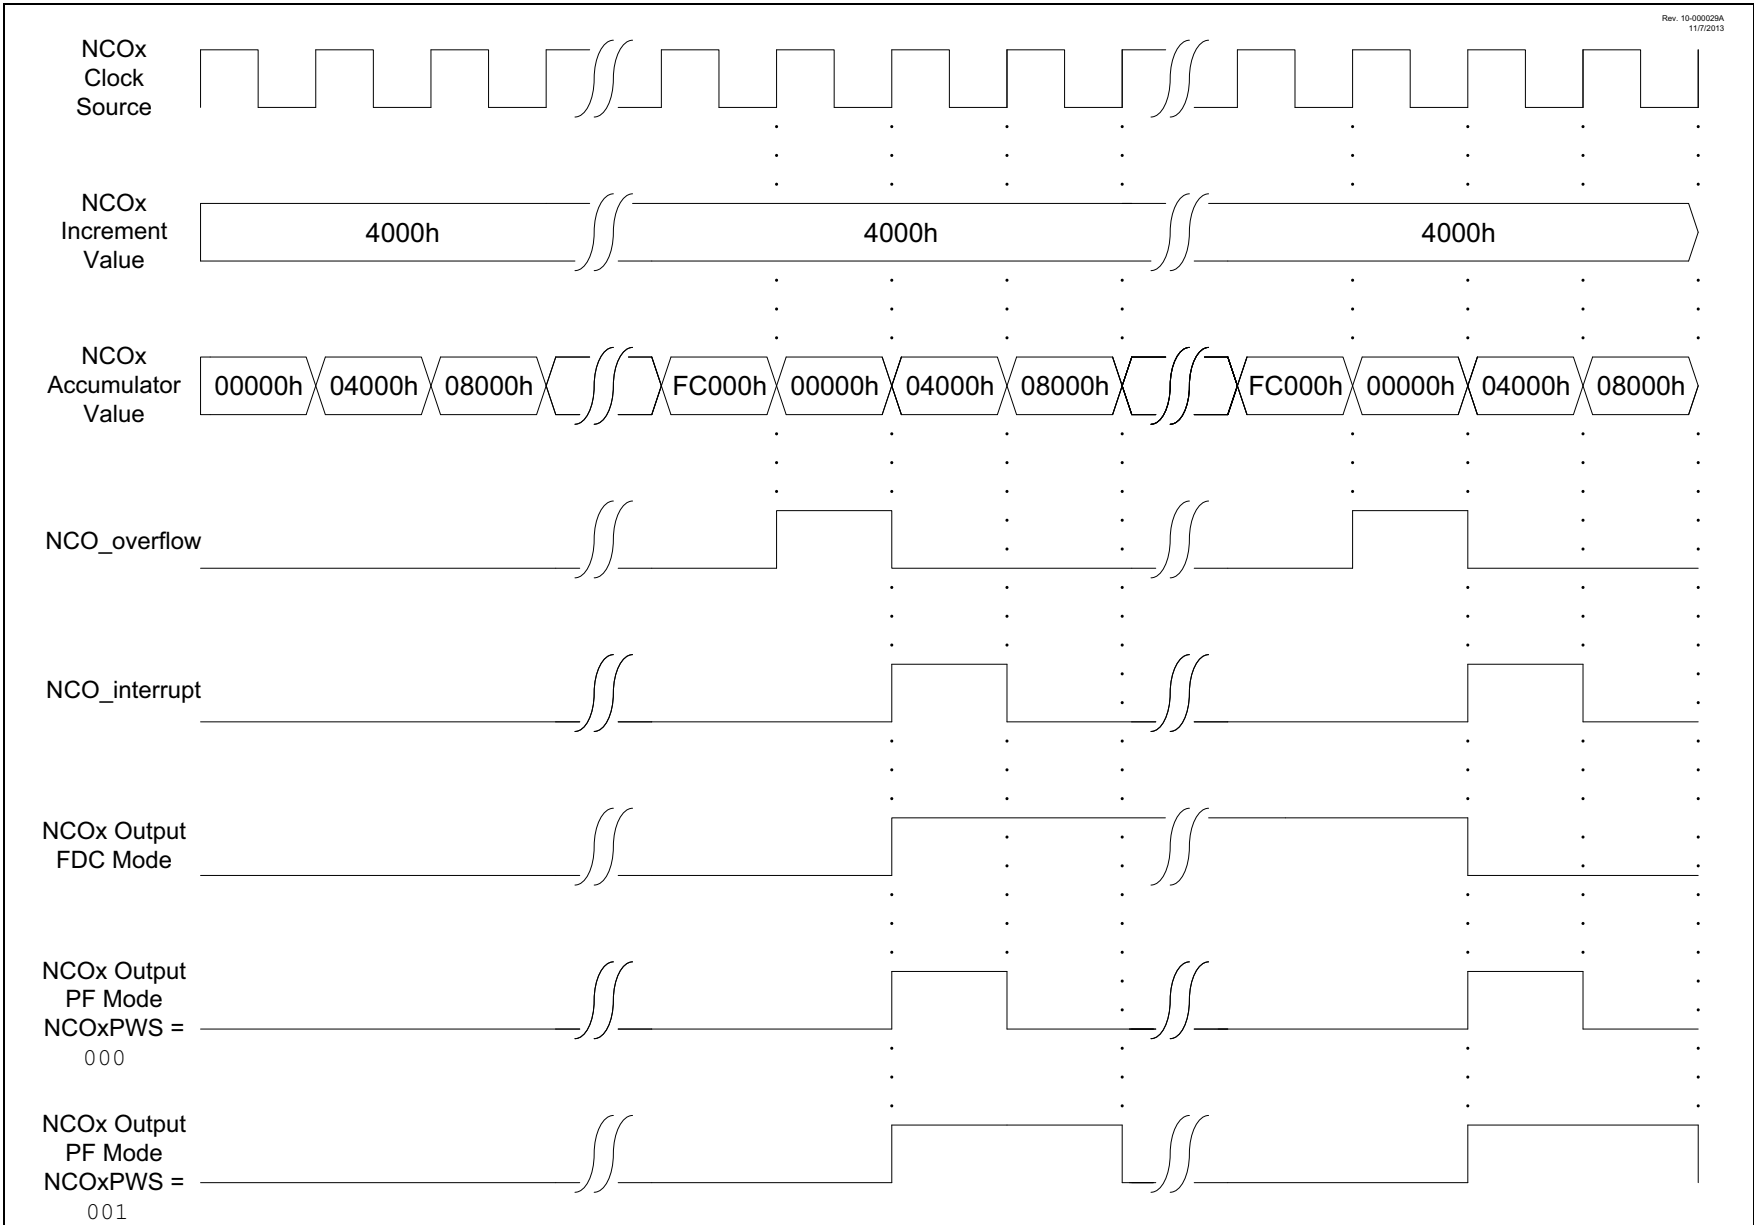 Rev. 10-000029A
11/7/2013
NCOx
Clock
Source
NCOx
Increment
Value
4000h
4000h
4000h
NCOx
Accumulator
Value
00000h
04000h
08000h
FC000h
00000h
04000h
08000h
FC000h
00000h
04000h
08000h
NCO_overflow
NCO_interrupt
NCOx Output
FDC Mode
NCOx Output
PF Mode
NCOxPWS =
000
NCOx Output
PF Mode
NCOxPWS =
001